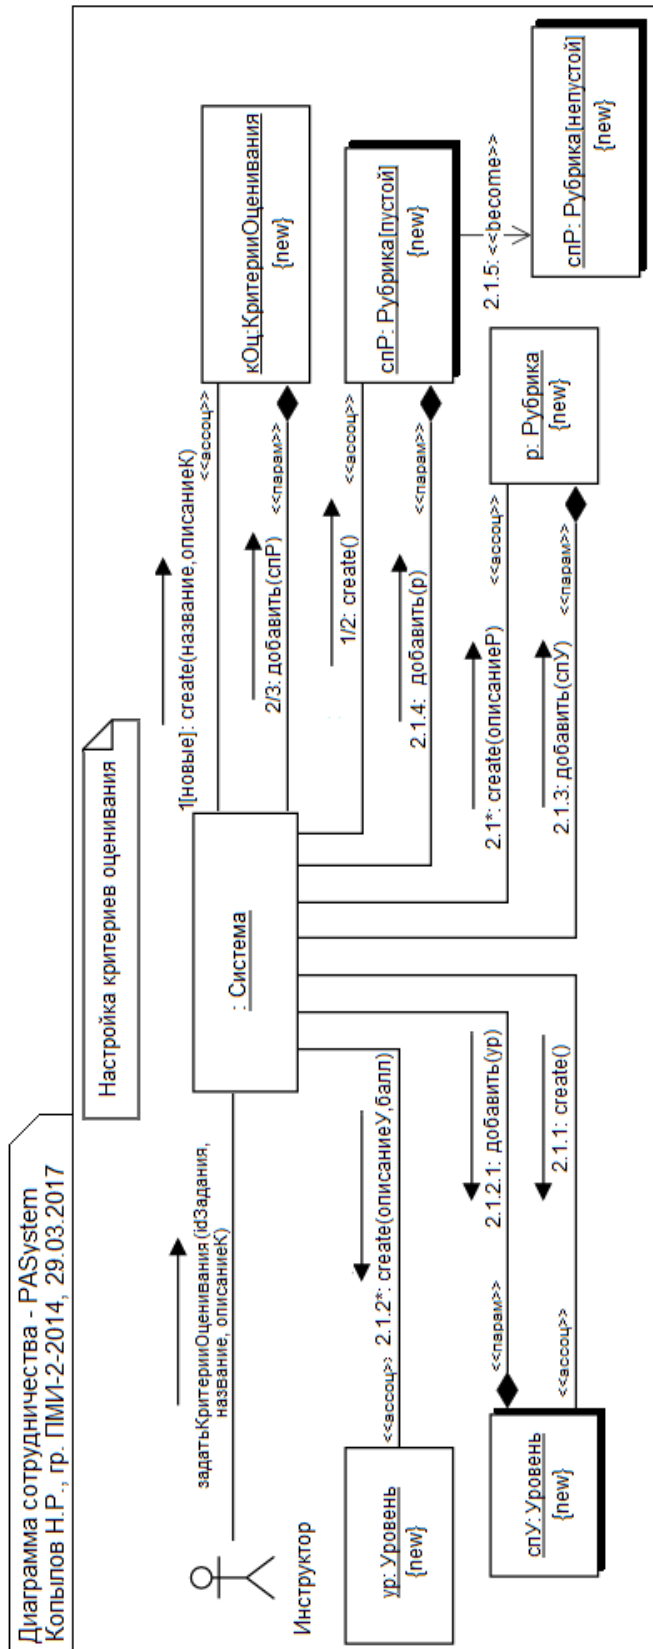 Диаграмма сотрудничества - PASystem
Копылов Н.Р., гр. ПМИ-2-2014, 29.03.2017
Настройка критериев оценивания
Инструктор
задатьКритерииОценивания(idЗадания,
название, описаниеК)
: Система
1[новые]: create(название,описаниеК)
<<ассоц>>
2/3: добавить(спР)
<<парам>>
кОц:КритерииОценивания
{new}
1/2: create()
<<ассоц>>
2.1.4: добавить(р)
<<парам>>
спР: Рубрика[пустой]
{new}
2.1.5: <<become>>
спР: Рубрика[непустой]
{new}
2.1*: create(описаниеР)
<<ассоц>>
2.1.3: добавить(спУ)
<<парам>>
р: Рубрика
{new}
<<ассоц>
2.1.2*: create(описаниеУ,балл)
ур: Уровень
{new}
<<парам>>
2.1.2.1: добавить(ур)
<<ассоц>>
2.1.1: create()
спУ: Уровень
{new}